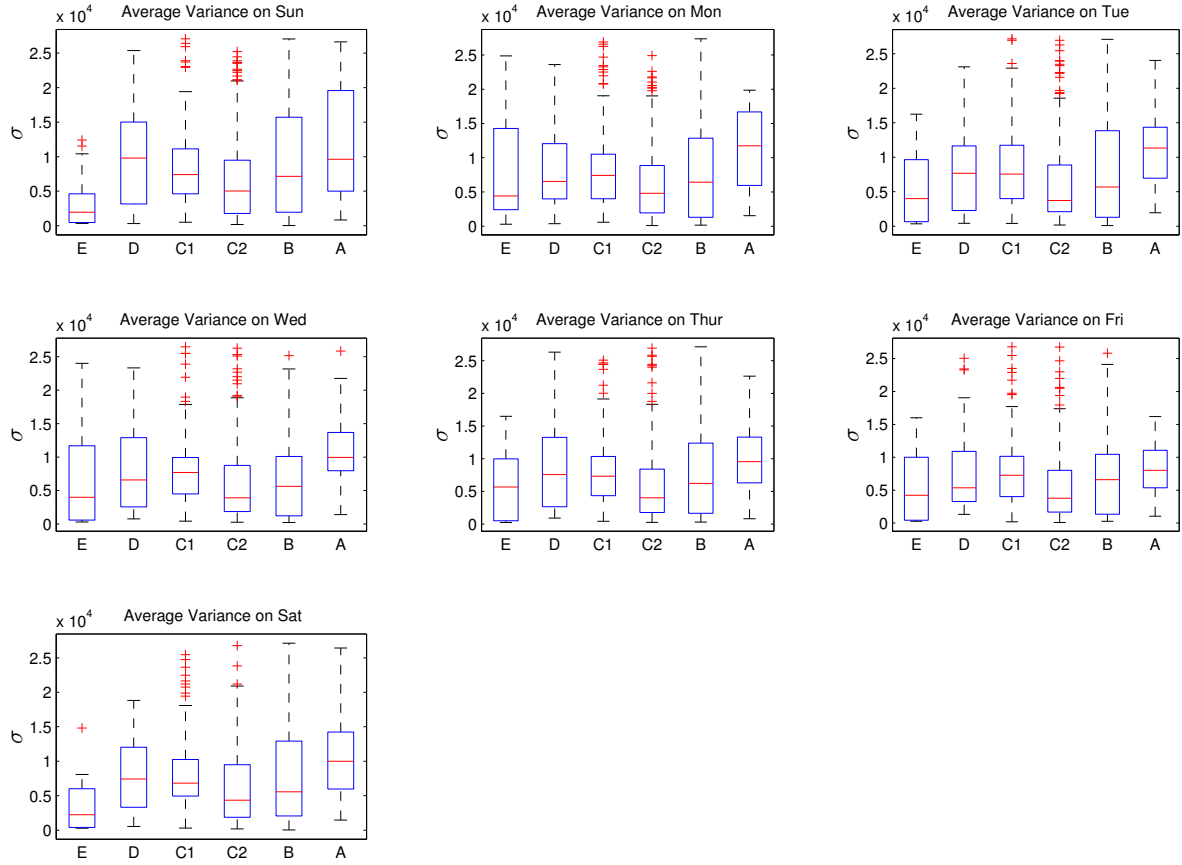 Average Variance on Sun
x 10^4
2.5
2
1.5
1
0.5
0
σ
E D C1 C2 B A
Average Variance on Mon
x 10^4
2.5
2
1.5
1
0.5
0
σ
E D C1 C2 B A
Average Variance on Tue
x 10^4
2.5
2
1.5
1
0.5
0
σ
E D C1 C2 B A
Average Variance on Wed
x 10^4
2.5
2
1.5
1
0.5
0
σ
E D C1 C2 B A
Average Variance on Thur
x 10^4
2.5
2
1.5
1
0.5
0
σ
E D C1 C2 B A
Average Variance on Fri
x 10^4
2.5
2
1.5
1
0.5
0
σ
E D C1 C2 B A
Average Variance on Sat
x 10^4
2.5
2
1.5
1
0.5
0
σ
E D C1 C2 B A